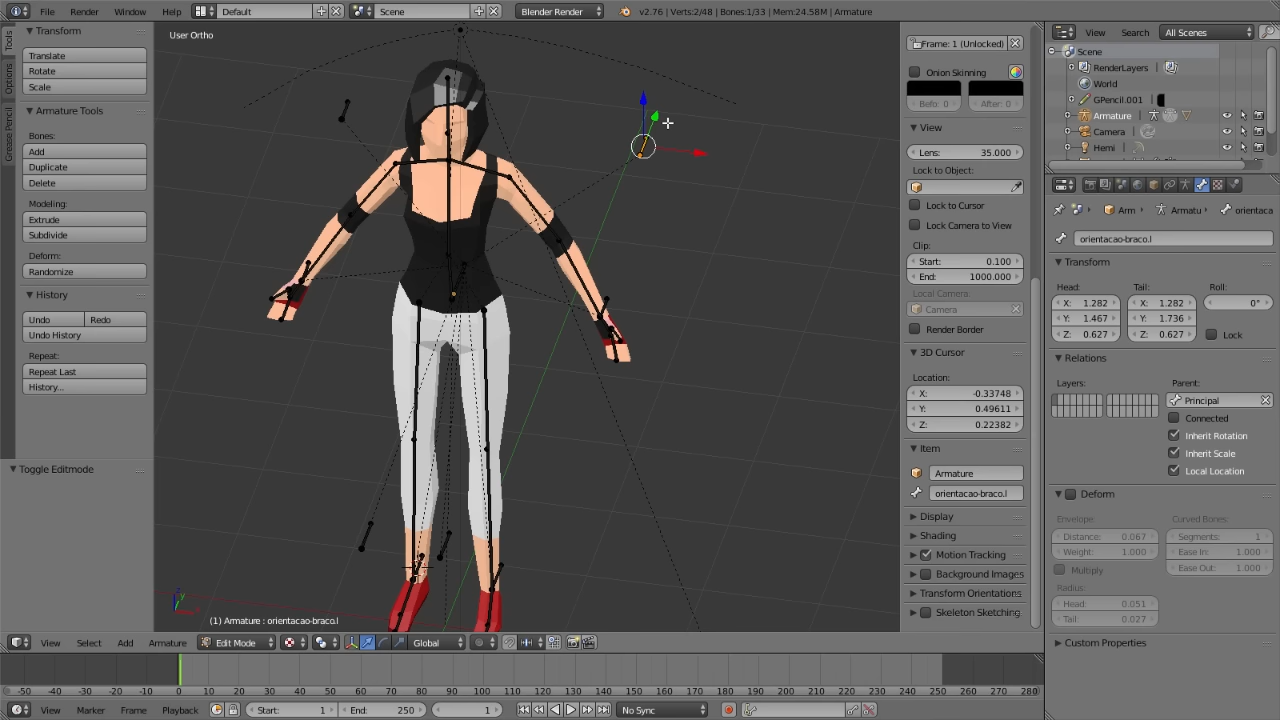 File Render Window Help Default Scene Blender Render v2.76 | Verts:2/48 | Bones:1/33 | Mem:24.58M | Armature
Tools
Options
Grease Pencil
Transform
Translate
Rotate
Scale
Armature Tools
Bones:
Add
Duplicate
Delete
Modeling:
Extrude
Subdivide
Deform:
Randomize
History
Undo Redo
Undo History
Repeat:
Repeat Last
History...
Toggle Editmode
User Ortho
(1) Armature : orientacao-braco.l
Frame: 1 (Unlocked)
Onion Skinning
Befo: 0 After: 0
View
Lens: 35.000
Lock to Object:
Lock to Cursor
Lock Camera to View
Clip:
Start: 0.100
End: 1000.000
Local Camera:
Camera
Render Border
3D Cursor
Location:
X: -0.33748
Y: 0.49611
Z: 0.22382
Item
Armature
orientacao-braco.l
Display
Shading
Motion Tracking
Background Images
Transform Orientations
Skeleton Sketching
View Search All Scenes
Scene
RenderLayers
World
GPencil.001
Armature
Camera
Hemi
Arm Armatu orientaca
orientacao-braco.l
Transform
Head: Tail: Roll:
X: 1.282 X: 1.282 0°
Y: 1.467 Y: 1.736
Z: 0.627 Z: 0.627 Lock
Relations
Layers: Parent:
Principal
Connected
Inherit Rotation
Inherit Scale
Local Location
Deform
Envelope: Curved Bones:
Distance: 0.067 Segments: 1
Weight: 1.000 Ease In: 1.000
Multiply Ease Out: 1.000
Radius:
Head: 0.051
Tail: 0.027
Custom Properties
View Select Add Armature Edit Mode Global
-50 -40 -30 -20 -10 0 10 20 30 40 50 60 70 80 90 100 110 120 130 140 150 160 170 180 190 200 210 220 230 240 250 260 270 280
View Marker Frame Playback Start: 1 End: 250 1 No Sync